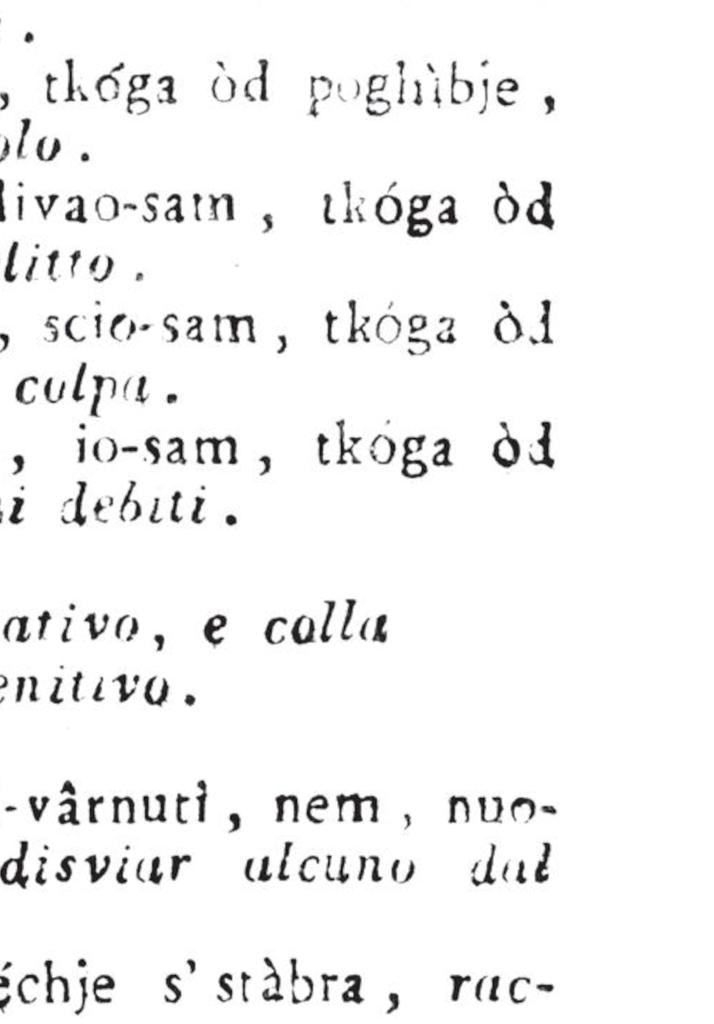 .
, tkóga òd poghìbje ,
olo .
livao-sam , tkóga òd
litto .
, scio-sam , tkóga òd
culpa .
, io-sam , tkóga òd
i debiti .
ativo, e colla
enitivo .
-vârnuti , nem , nuo-
disviar alcuno dal
échje s' stàbra , rac-